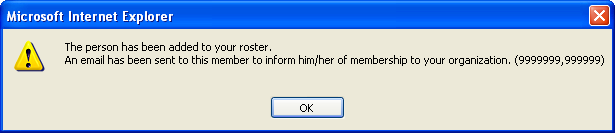 Microsoft Internet Explorer
The person has been added to your roster.
An email has been sent to this member to inform him/her of membership to your organization. (9999999,999999)
OK